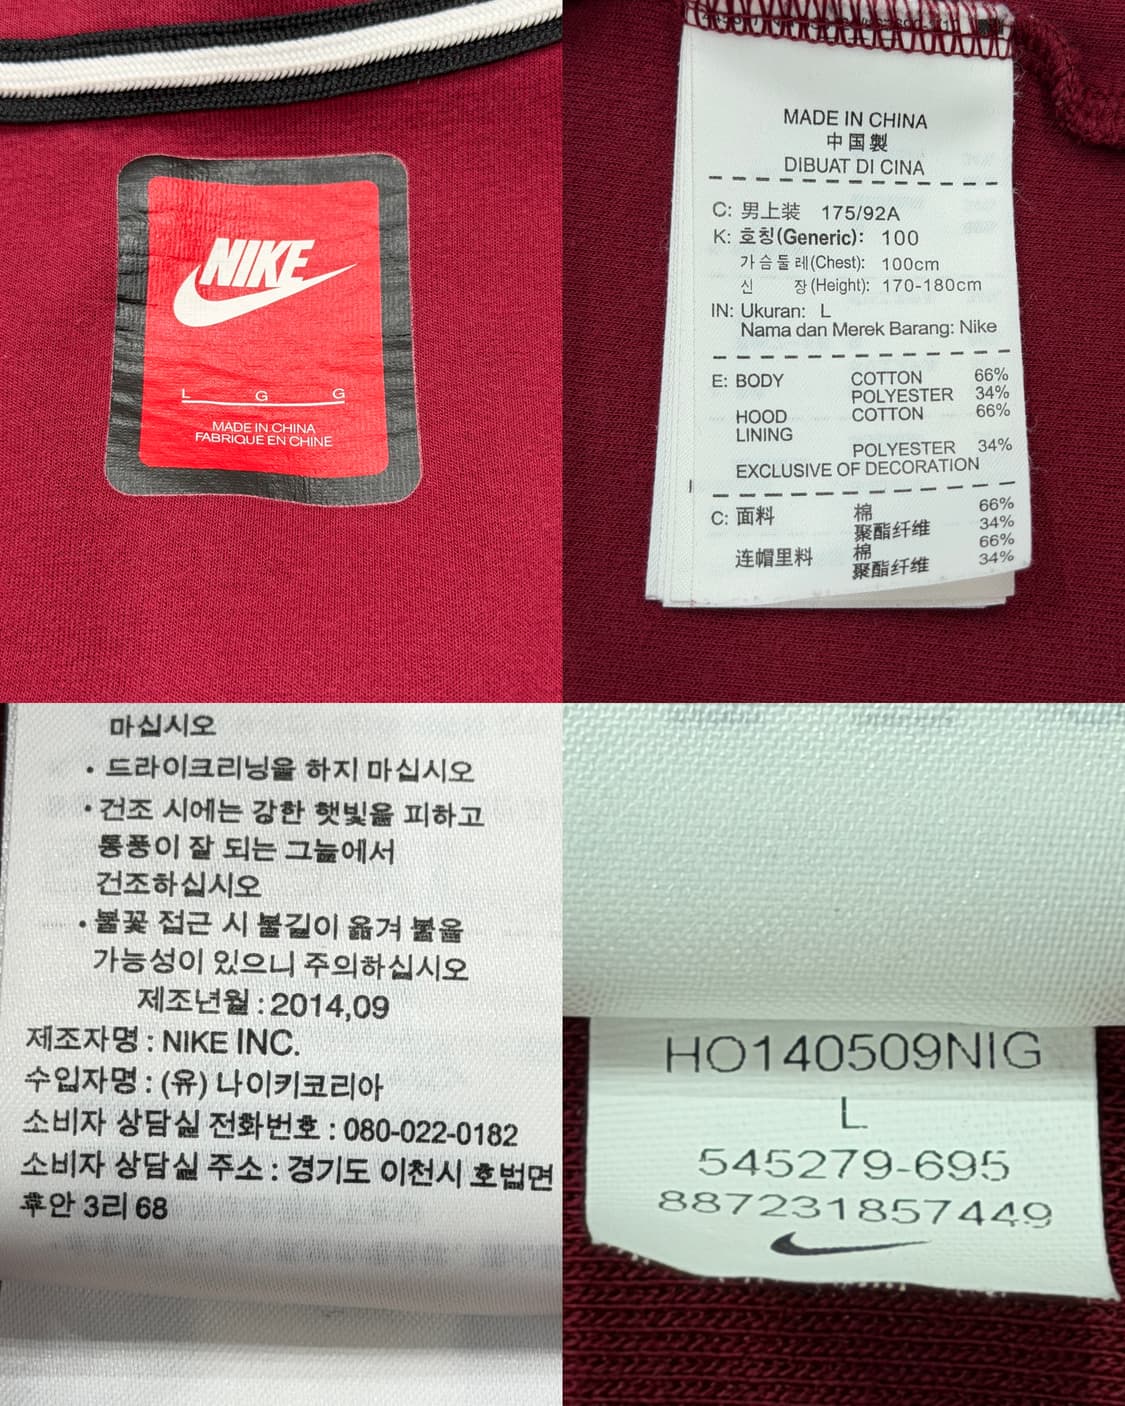 NIKE
L G G
MADE IN CHINA
FABRIQUE EN CHINE
MADE IN CHINA
中国製
DIBUAT DI CINA
C: 男上装 175/92A
K: 호칭(Generic): 100
가슴둘레(Chest): 100cm
신 장(Height): 170-180cm
IN: Ukuran: L
Nama dan Merek Barang: Nike
E: BODY COTTON 66%
POLYESTER 34%
HOOD COTTON 66%
LINING
POLYESTER 34%
EXCLUSIVE OF DECORATION
C: 面料 棉 66%
聚酯纤维 34%
连帽里料 棉 66%
聚酯纤维 34%
마십시오
• 드라이크리닝을 하지 마십시오
• 건조 시에는 강한 햇빛을 피하고
통풍이 잘 되는 그늘에서
건조하십시오
• 불꽃 접근 시 불길이 옮겨 붙을
가능성이 있으니 주의하십시오
제조년월 : 2014,09
제조자명 : NIKE INC.
수입자명 : (유) 나이키코리아
소비자 상담실 전화번호 : 080-022-0182
소비자 상담실 주소 : 경기도 이천시 호법면
후안 3리 68
HO140509NIG
L
545279-695
887231857449